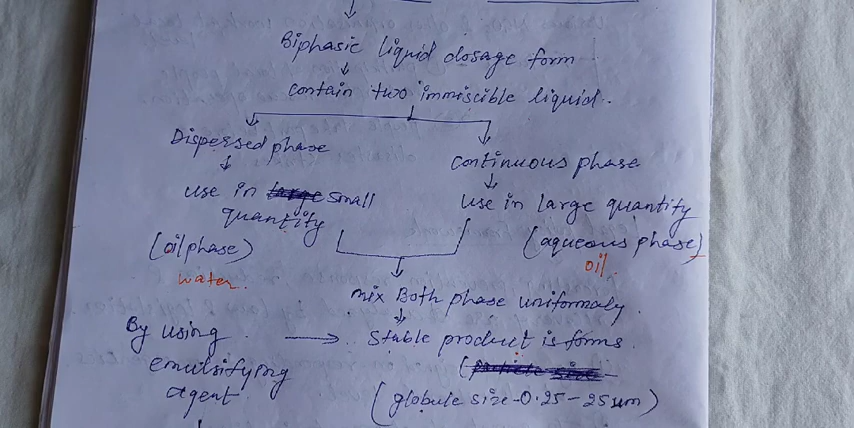 Biphasic liquid dosage form
contain two immiscible liquid.
Dispersed phase
continuous phase
use in small
quantity
use in large quantity
(oil phase)
(aqueous phase)
water.
oil.
mix Both phase uniformaly.
By using
emulsifying
agent
Stable product is forms.
(globule size-0.25-25um)